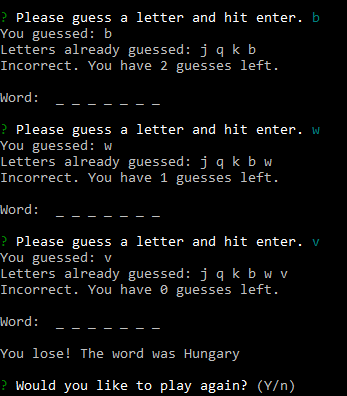 ? Please guess a letter and hit enter. b
You guessed: b
Letters already guessed: j q k b
Incorrect. You have 2 guesses left.
Word:  _ _ _ _ _ _ _
? Please guess a letter and hit enter. w
You guessed: w
Letters already guessed: j q k b w
Incorrect. You have 1 guesses left.
Word:  _ _ _ _ _ _ _
? Please guess a letter and hit enter. v
You guessed: v
Letters already guessed: j q k b w v
Incorrect. You have 0 guesses left.
Word:  _ _ _ _ _ _ _
You lose! The word was Hungary
? Would you like to play again? (Y/n)